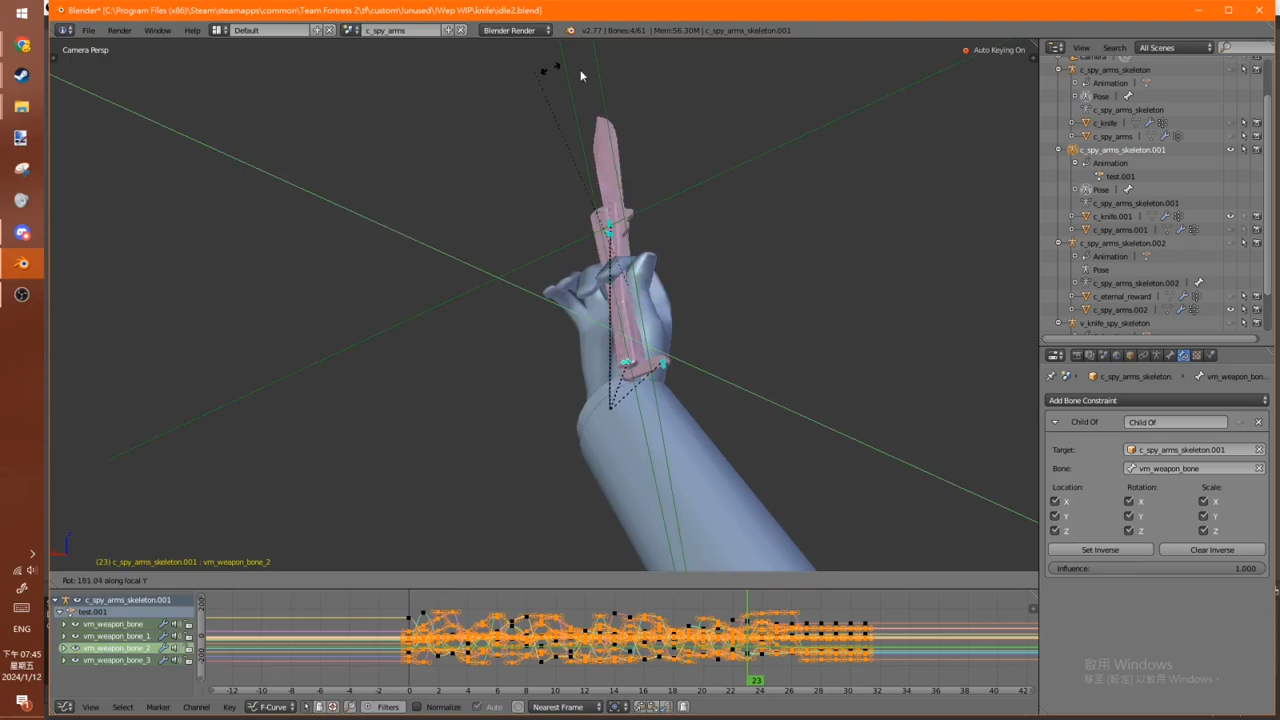 Blender* [C:\Program Files (x86)\Steam\steamapps\common\Team Fortress 2\tf\custom\!unused\!Wep WIP\knife\idle2.blend]
File Render Window Help Default c_spy_arms Blender Render v2.77 | Bones:4/61 | Mem:56.30M | c_spy_arms_skeleton.001
View Search All Scenes
Camera Persp
Auto Keying On
Camera
c_spy_arms_skeleton
Animation
Pose
c_spy_arms_skeleton
c_knife
c_spy_arms
c_spy_arms_skeleton.001
Animation
test.001
Pose
c_spy_arms_skeleton.001
c_knife.001
c_spy_arms.001
c_spy_arms_skeleton.002
Animation
Pose
c_spy_arms_skeleton.002
c_eternal_reward
c_spy_arms.002
v_knife_spy_skeleton
c_spy_arms_skeleton. vm_weapon_bon...
Add Bone Constraint
Child Of Child Of
Target: c_spy_arms_skeleton.001
Bone: vm_weapon_bone
Location: Rotation: Scale:
X X X
Y Y Y
Z Z Z
Set Inverse Clear Inverse
Influence: 1.000
(23) c_spy_arms_skeleton.001 : vm_weapon_bone_2
Rot: 181.04 along local Y
c_spy_arms_skeleton.001
test.001
vm_weapon_bone
vm_weapon_bone_1
vm_weapon_bone_2
vm_weapon_bone_3
200
0
-200
-12 -10 -8 -6 -4 -2 0 2 4 6 8 10 12 14 16 18 20 22 24 26 28 30 32 34 36 38 40 42
23
View Select Marker Channel Key F-Curve Filters Normalize Auto Nearest Frame
ENG
下午 07:45
星期五
2024/1/12
啟用 Windows
移至 [設定] 以啟用 Windows。